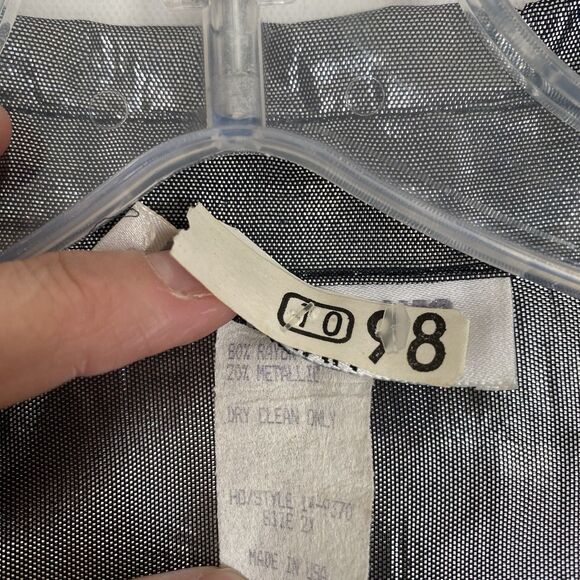 10 98
80% RAYON
20% METALLIC
DRY CLEAN ONLY
SIZE 2X
MADE IN USA